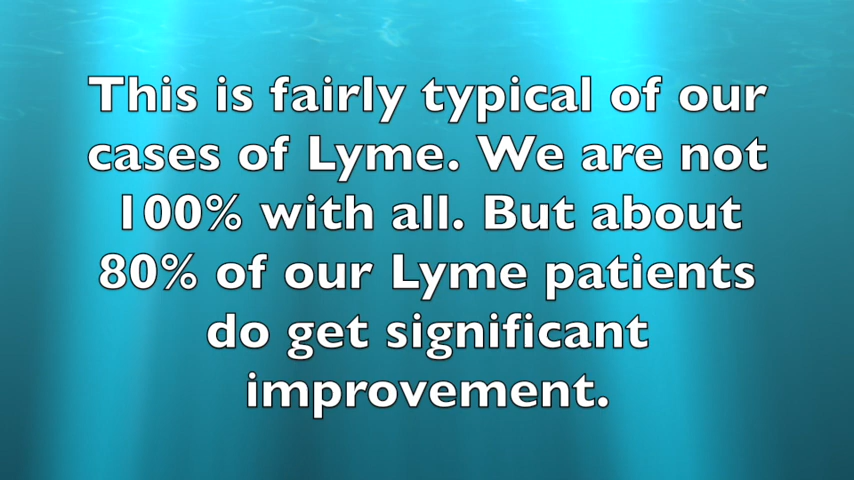 This is fairly typical of our
cases of Lyme. We are not
100% with all. But about
80% of our Lyme patients
do get significant
improvement.